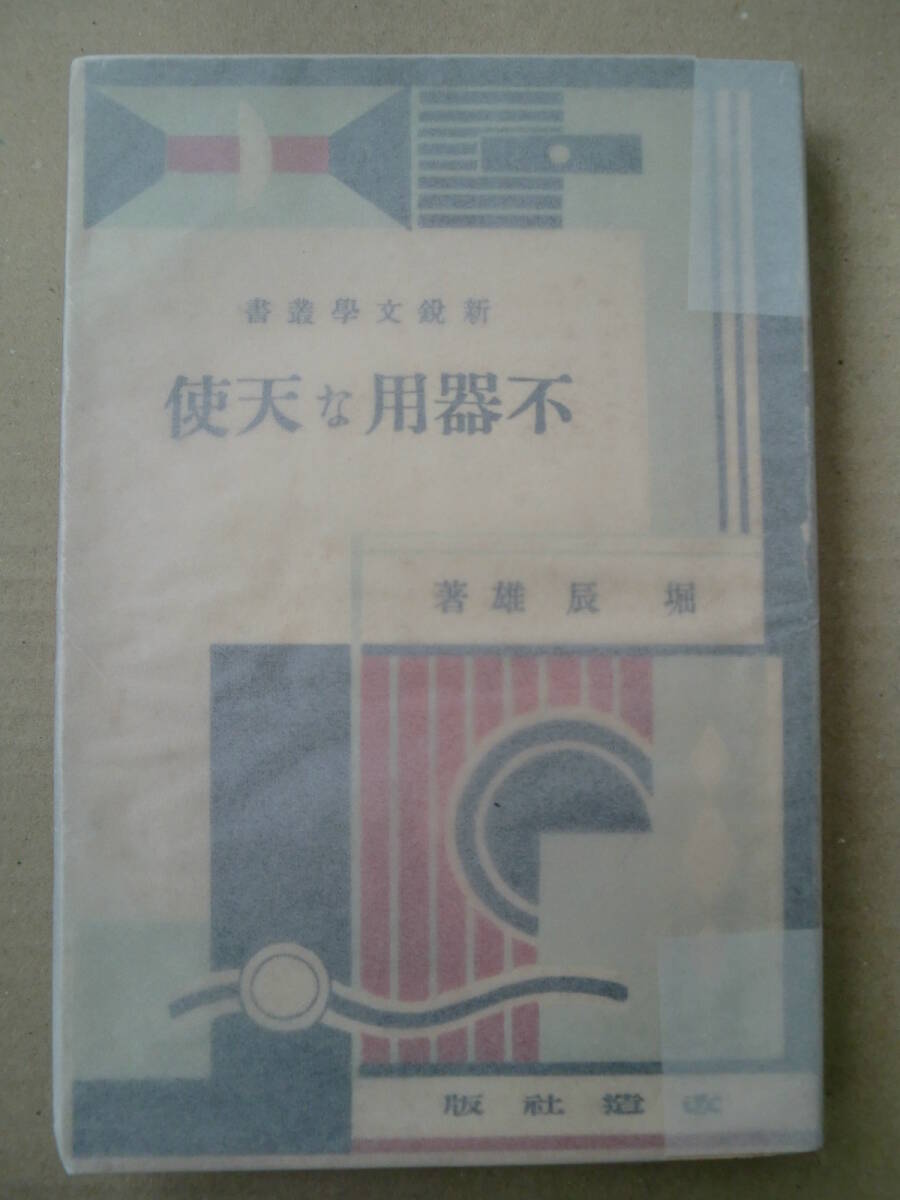 新鋭文學叢書
不器用な天使
堀辰雄著
改造社版